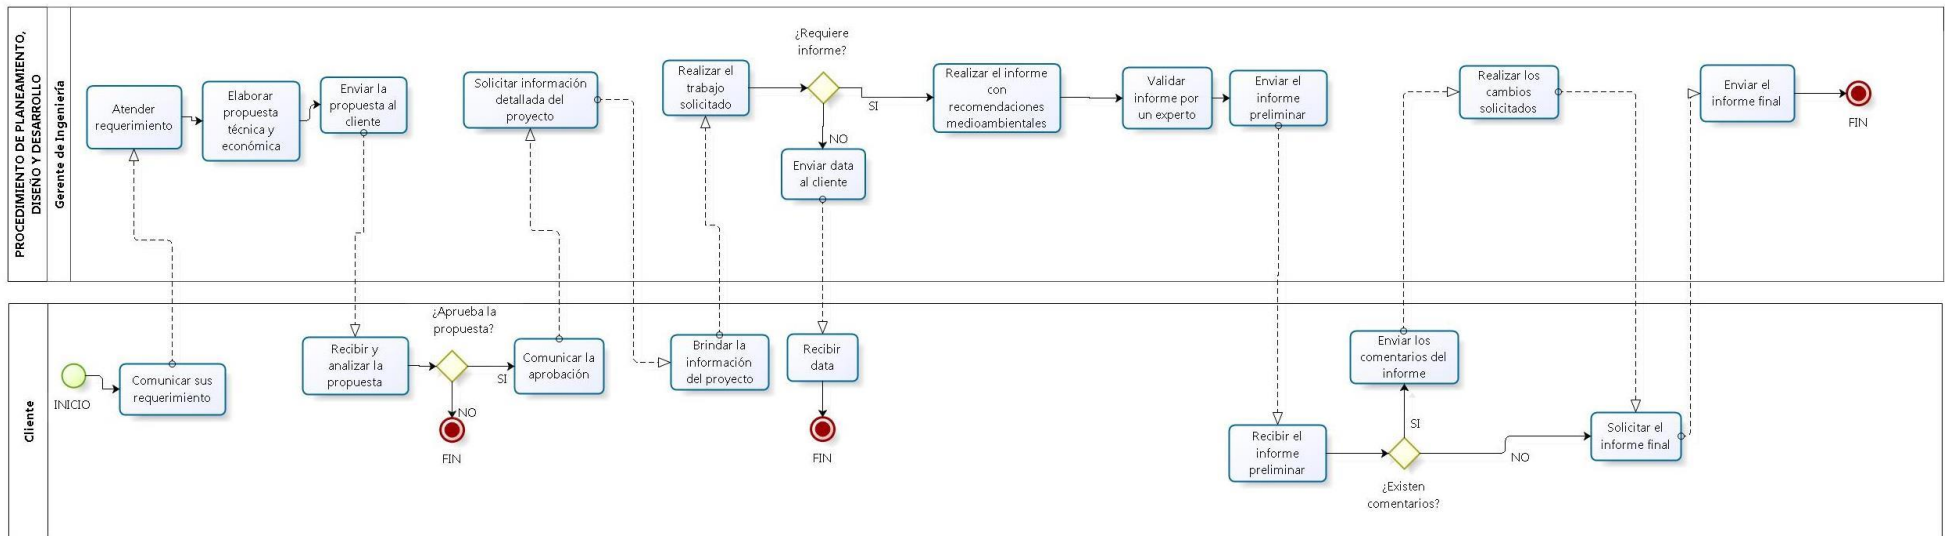 PROCEDIMIENTO DE PLANEAMIENTO,
DISEÑO Y DESARROLLO
Gerente de Ingeniería
Atender
requerimiento
Elaborar
propuesta
técnica y
económica
Enviar la
propuesta al
cliente
Solicitar información
detallada del
proyecto
Realizar el
trabajo
solicitado
¿Requiere
informe?
SI
NO
Enviar data
al cliente
Realizar el informe
con
recomendaciones
medioambientales
Validar
informe por
un experto
Enviar el
informe
preliminar
Realizar los
cambios
solicitados
Enviar el
informe final
FIN
Cliente
INICIO
Comunicar sus
requerimiento
Recibir y
analizar la
propuesta
¿Aprueba la
propuesta?
SI
NO
FIN
Comunicar la
aprobación
Brindar la
información
del proyecto
Recibir
data
FIN
Recibir el
informe
preliminar
¿Existen
comentarios?
SI
NO
Enviar los
comentarios del
informe
Solicitar el
informe final